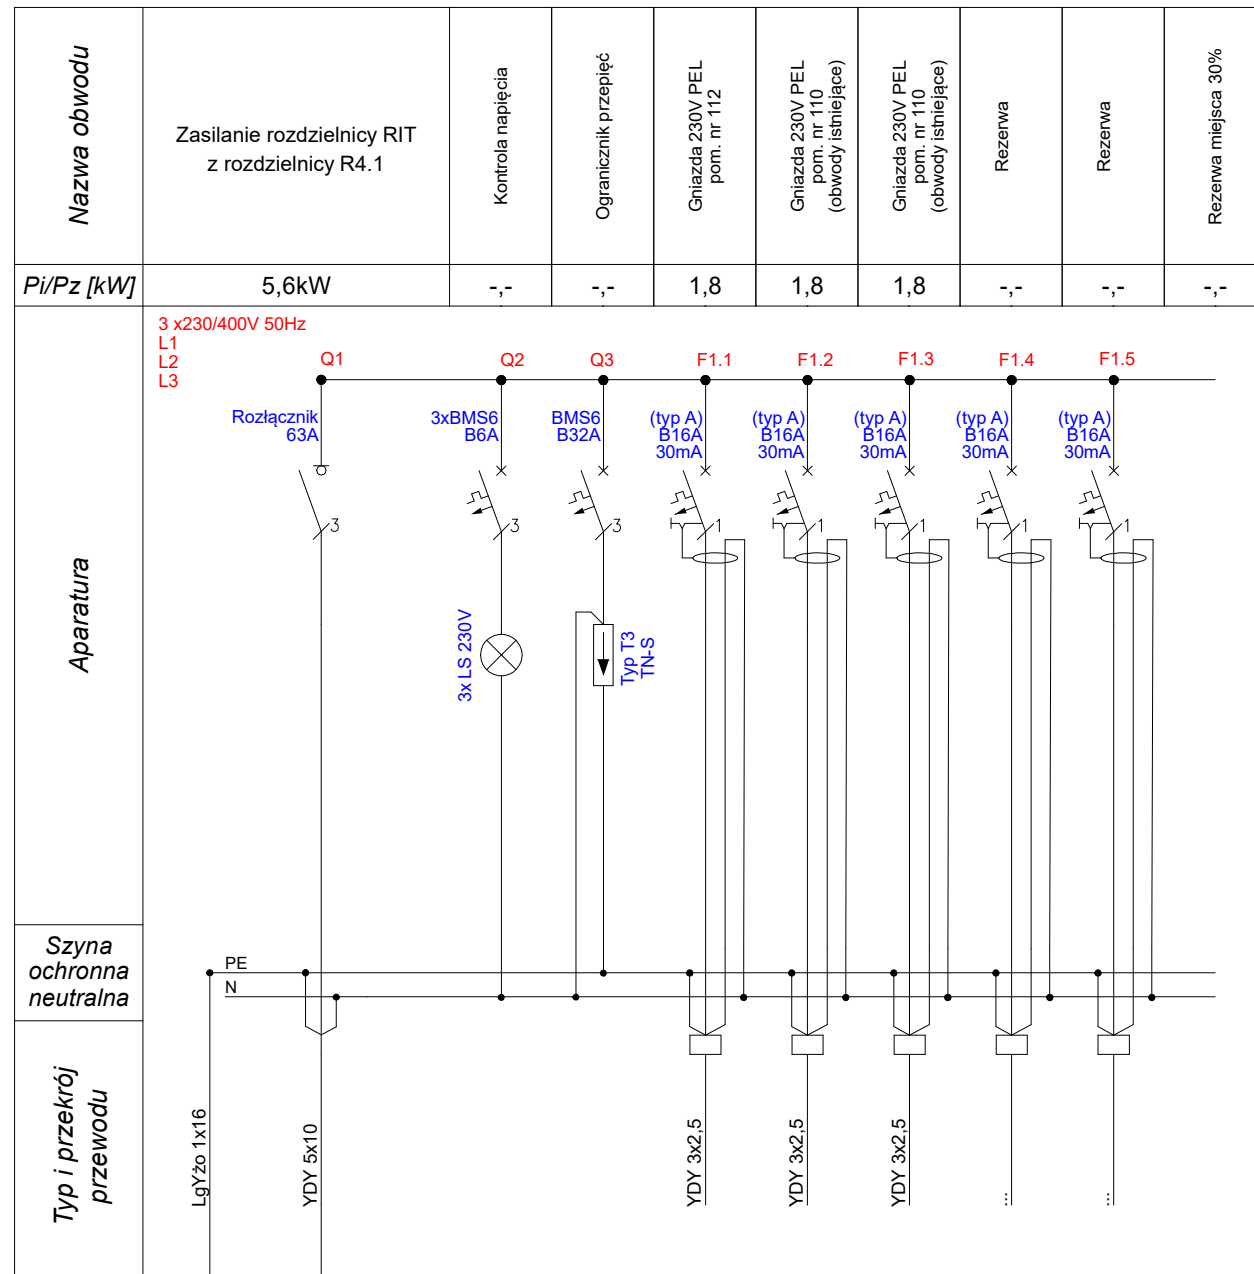 Nazwa obwodu
Zasilanie rozdzielnicy RIT
z rozdzielnicy R4.1
Kontrola napięcia
Ogranicznik przepięć
Gniazda 230V PEL
pom. nr 112
Gniazda 230V PEL
pom. nr 110
(obwody istniejące)
Gniazda 230V PEL
pom. nr 110
(obwody istniejące)
Rezerwa
Rezerwa
Rezerwa miejsca 30%
Pi/Pz [kW]
5,6kW
-,-
-,-
1,8
1,8
1,8
-,-
-,-
-,-
Aparatura
3 x230/400V 50Hz
L1
L2
L3
Q1
Q2
Q3
F1.1
F1.2
F1.3
F1.4
F1.5
Rozłącznik
63A
3xBMS6
B6A
BMS6
B32A
(typ A)
B16A
30mA
(typ A)
B16A
30mA
(typ A)
B16A
30mA
(typ A)
B16A
30mA
(typ A)
B16A
30mA
3
3
3
1
1
1
1
1
3x LS 230V
Typ T3
TN-S
Szyna
ochronna
neutralna
PE
N
Typ i przekrój
przewodu
LgYżo 1x16
YDY 5x10
YDY 3x2,5
YDY 3x2,5
YDY 3x2,5
...
...